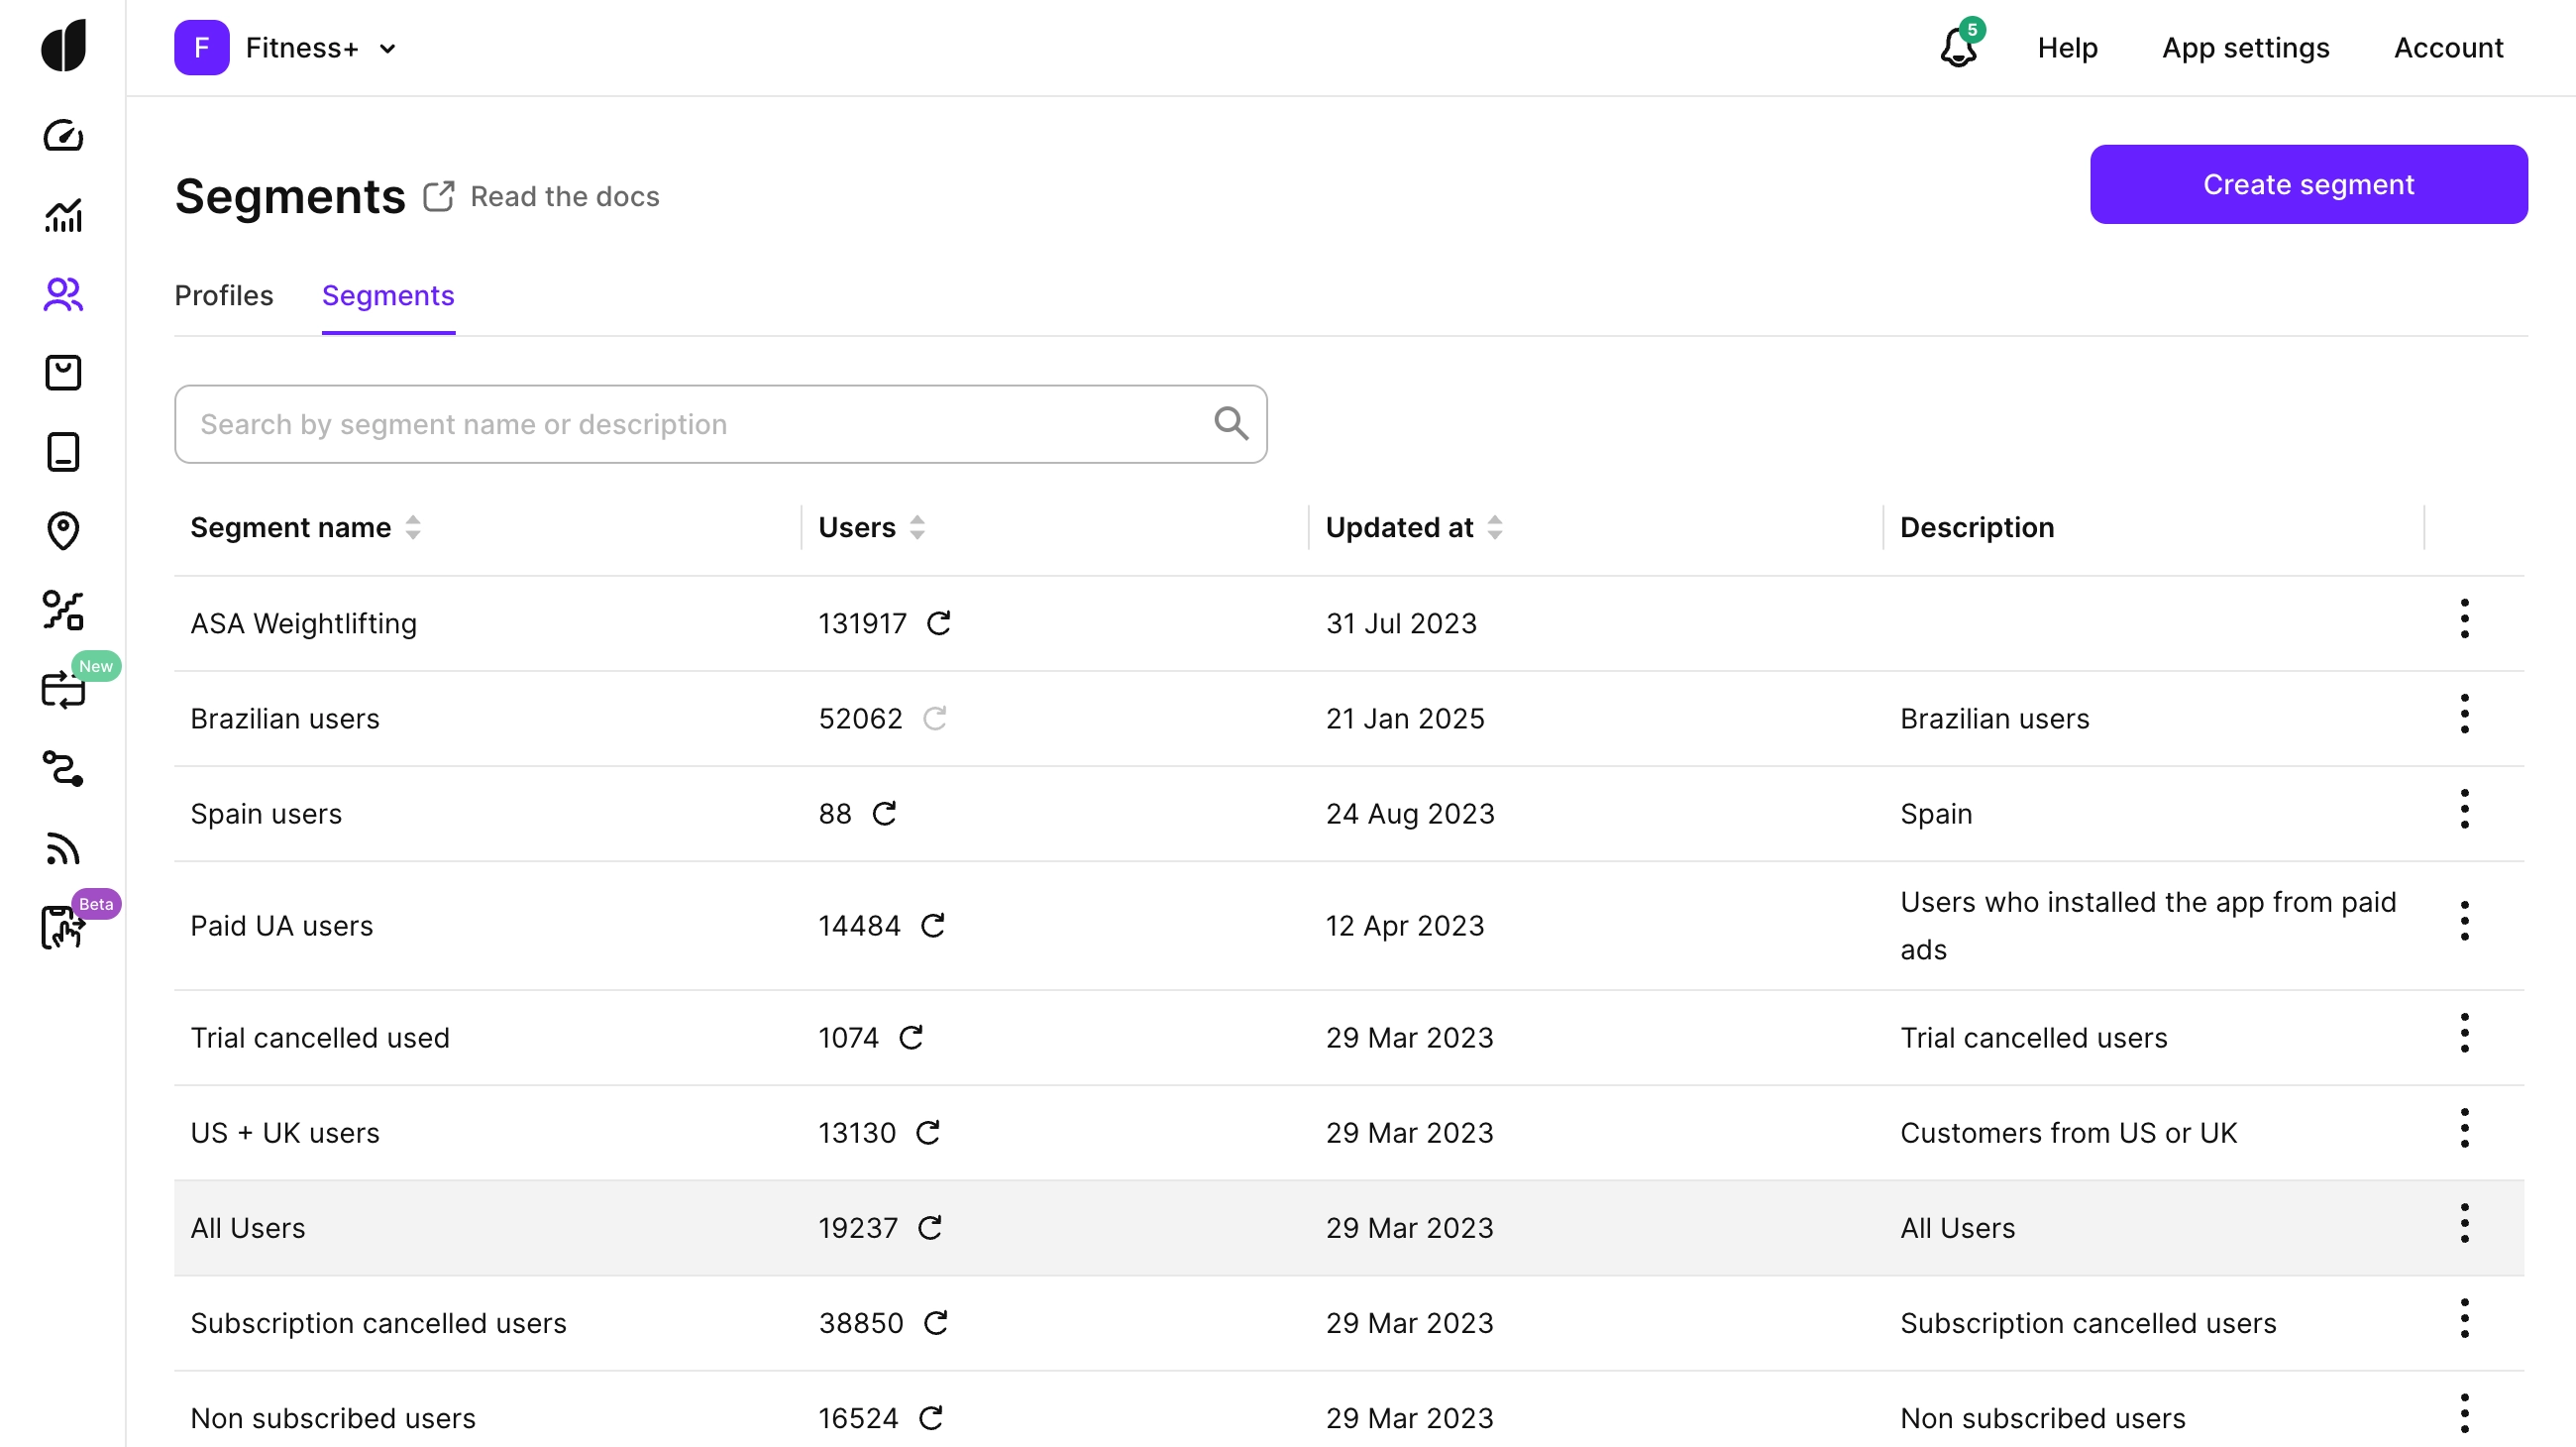 F Fitness+ 5 Help App settings Account
Segments Read the docs Create segment
Profiles Segments
Search by segment name or description
Segment name Users Updated at Description
ASA Weightlifting 131917 31 Jul 2023
Brazilian users 52062 21 Jan 2025 Brazilian users
Spain users 88 24 Aug 2023 Spain
Paid UA users 14484 12 Apr 2023 Users who installed the app from paid
ads
Trial cancelled used 1074 29 Mar 2023 Trial cancelled users
US + UK users 13130 29 Mar 2023 Customers from US or UK
All Users 19237 29 Mar 2023 All Users
Subscription cancelled users 38850 29 Mar 2023 Subscription cancelled users
Non subscribed users 16524 29 Mar 2023 Non subscribed users
New
Beta